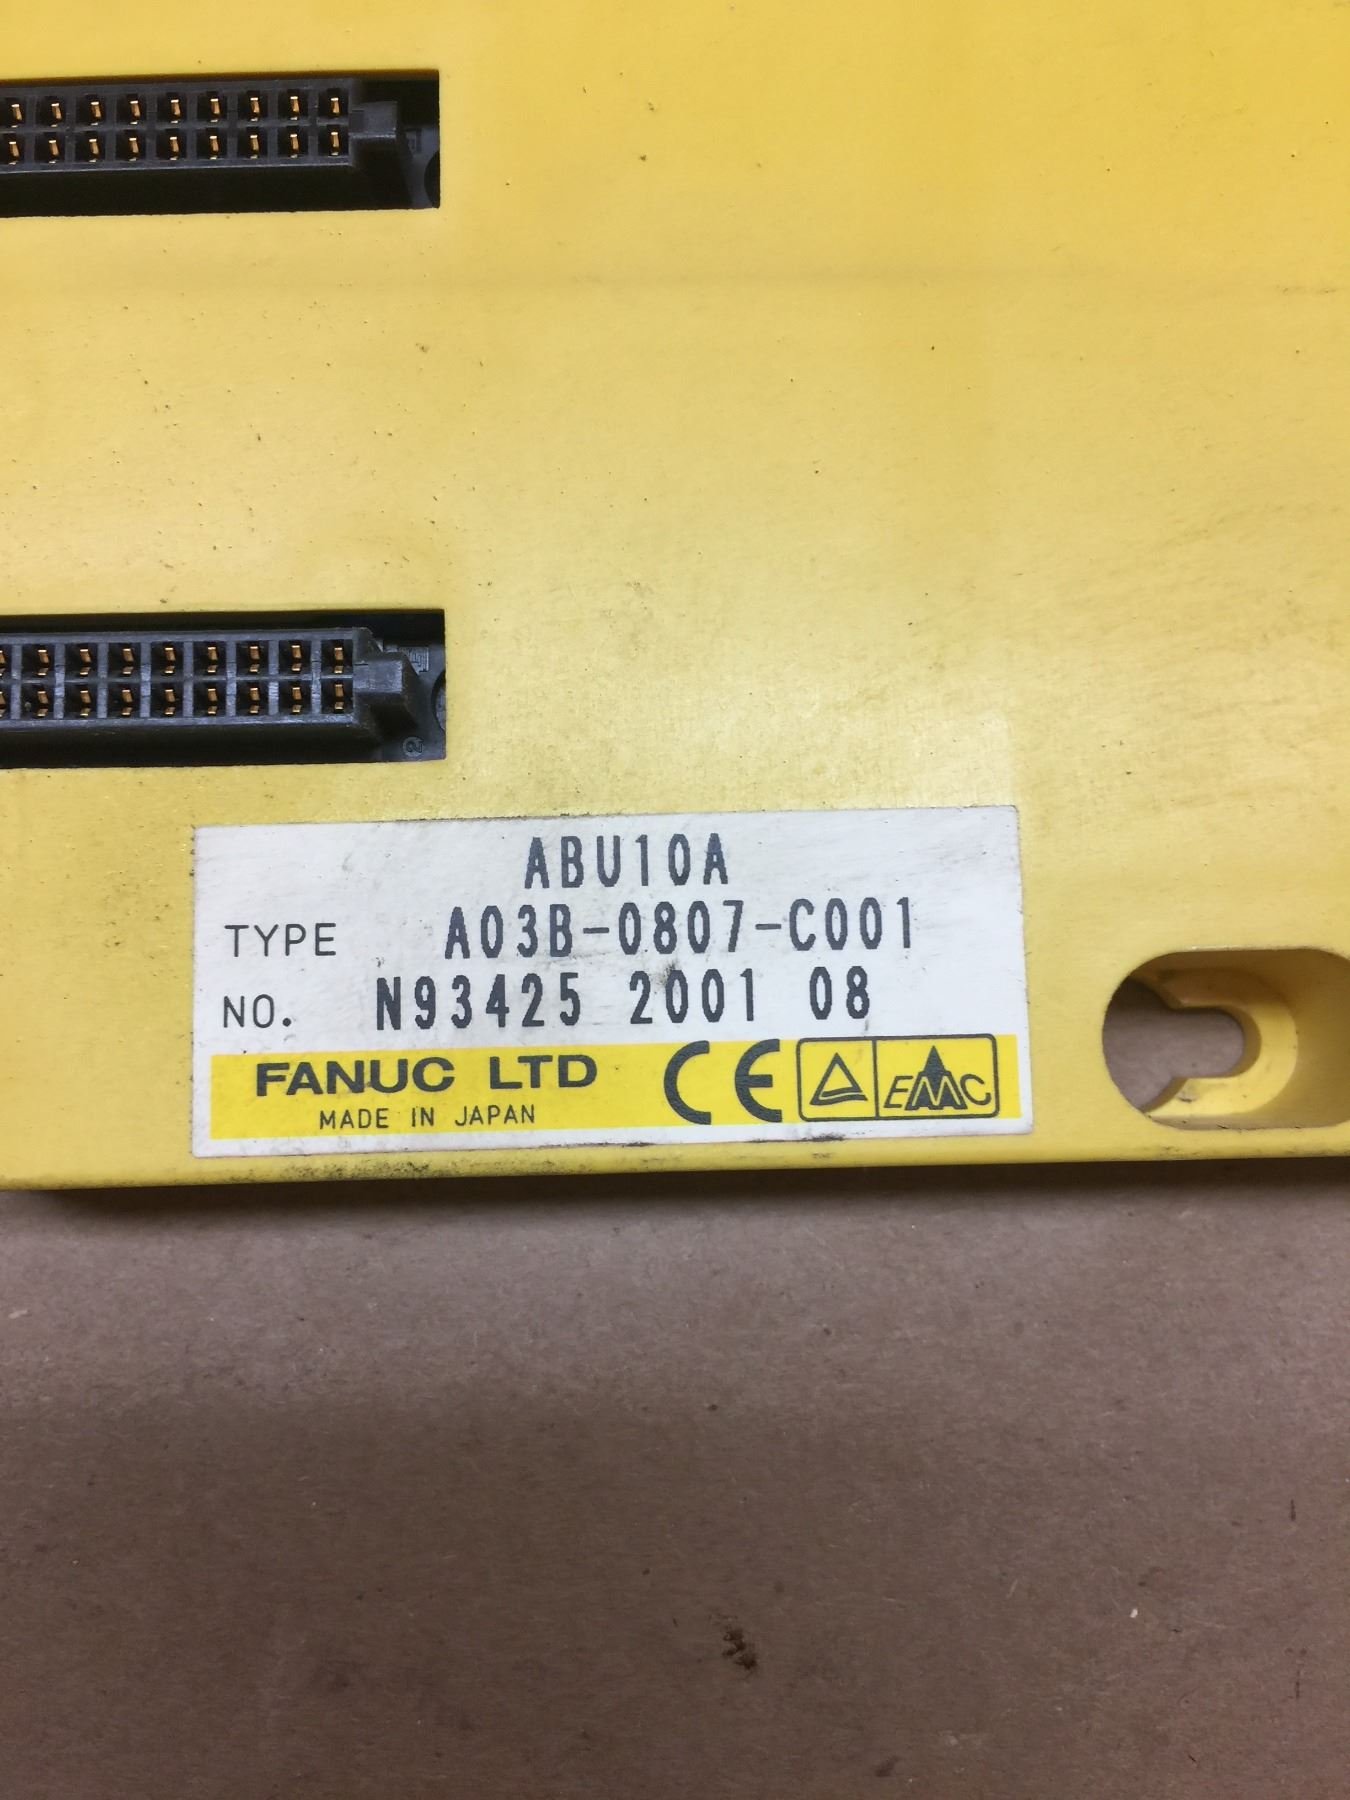 ABU10A
TYPE A03B-0807-C001
NO. N93425 2001 08
FANUC LTD CE EMC
MADE IN JAPAN